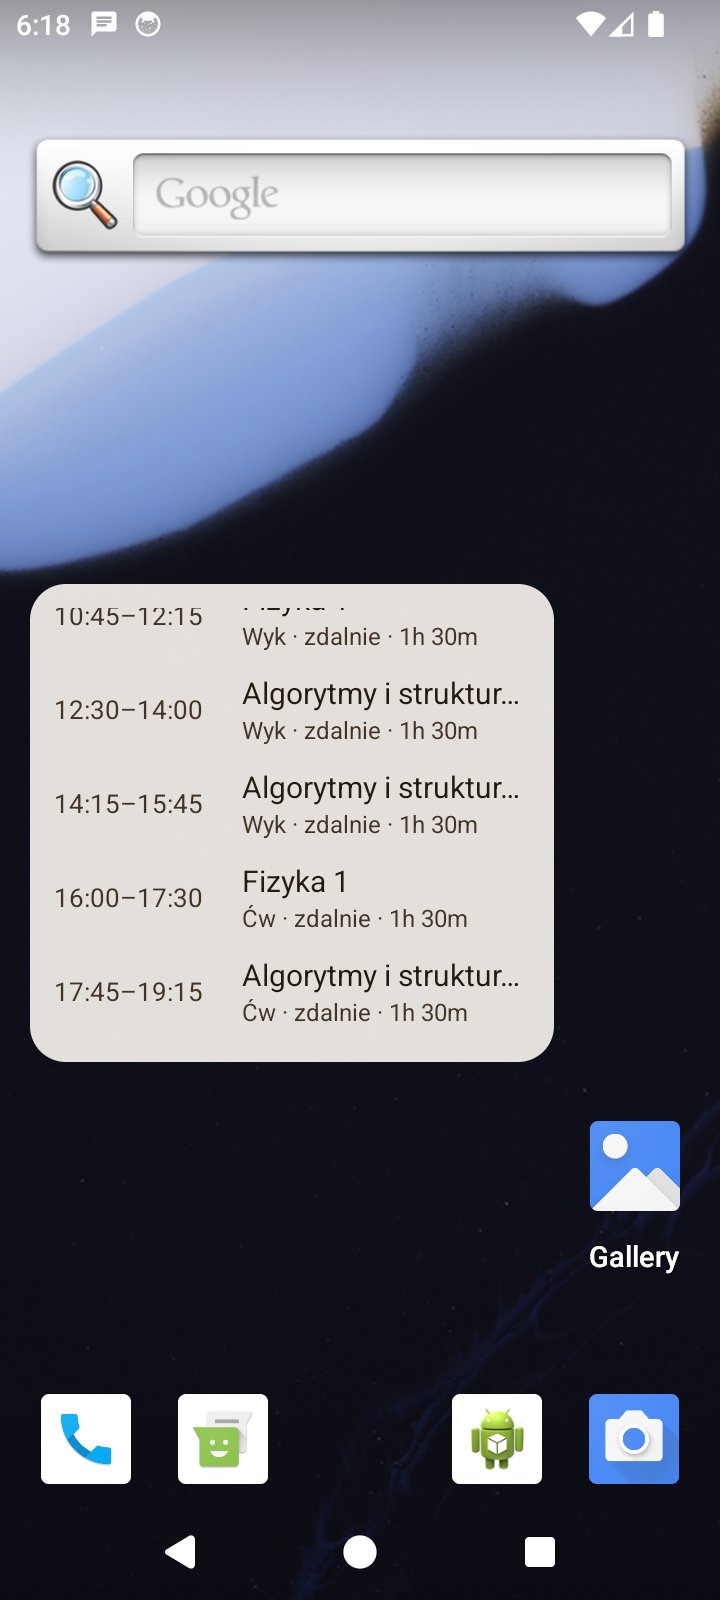 6:18
Google
10:45–12:15
Fizyka 1
Wyk · zdalnie · 1h 30m
12:30–14:00
Algorytmy i struktur...
Wyk · zdalnie · 1h 30m
14:15–15:45
Algorytmy i struktur...
Wyk · zdalnie · 1h 30m
16:00–17:30
Fizyka 1
Ćw · zdalnie · 1h 30m
17:45–19:15
Algorytmy i struktur...
Ćw · zdalnie · 1h 30m
Gallery